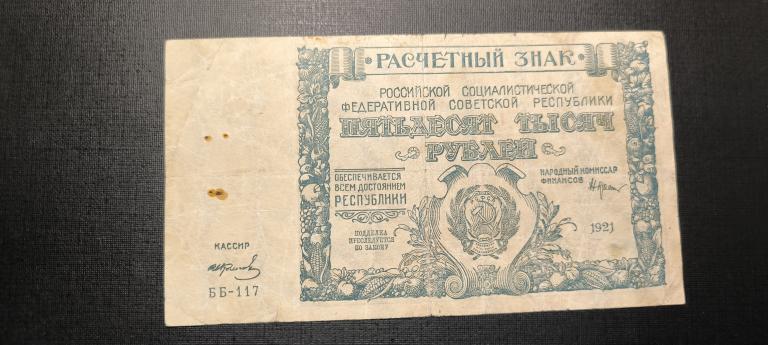 РАСЧЕТНЫЙ ЗНАК
РОССИЙСКОЙ СОЦИАЛИСТИЧЕСКОЙ
ФЕДЕРАТИВНОЙ СОВЕТСКОЙ РЕСПУБЛИКИ
ПЯТЬДЕСЯТ ТЫСЯЧ
РУБЛЕЙ
ОБЕСПЕЧИВАЕТСЯ
ВСЕМ ДОСТОЯНИЕМ
РЕСПУБЛИКИ
ПОДДЕЛКА
ПРЕСЛЕДУЕТСЯ
ПО ЗАКОНУ
НАРОДНЫЙ КОМИССАР
ФИНАНСОВ
1921
КАССИР
ББ-117